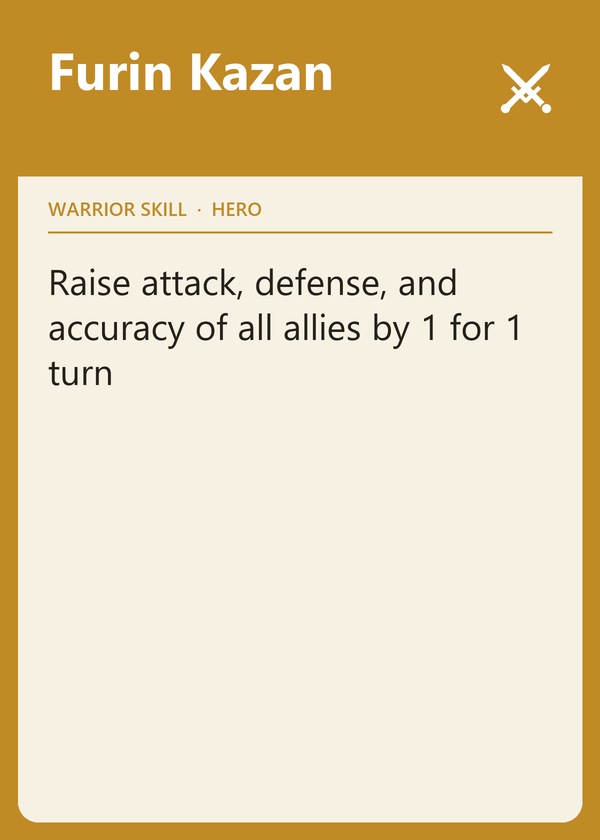 Furin Kazan
WARRIOR SKILL · HERO
Raise attack, defense, and
accuracy of all allies by 1 for 1
turn